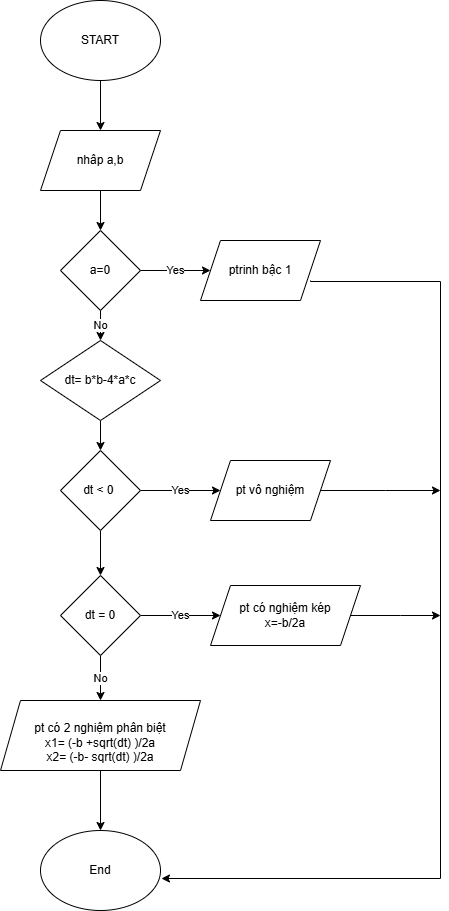 START
nhâp a,b
a=0
Yes
ptrinh bậc 1
No
dt= b*b-4*a*c
dt < 0
Yes
pt vô nghiệm
dt = 0
Yes
pt có nghiệm kép
x=-b/2a
No
pt có 2 nghiệm phân biệt
x1= (-b +sqrt(dt) )/2a
x2= (-b- sqrt(dt) )/2a
End